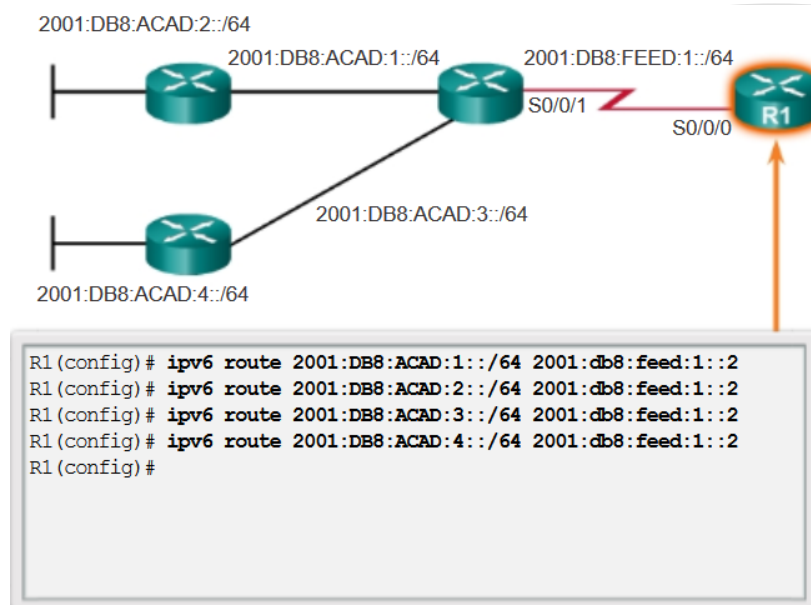 2001:DB8:ACAD:2::/64
2001:DB8:ACAD:1::/64
2001:DB8:FEED:1::/64
S0/0/1
R1
S0/0/0
2001:DB8:ACAD:3::/64
2001:DB8:ACAD:4::/64
R1(config)# ipv6 route 2001:DB8:ACAD:1::/64 2001:db8:feed:1::2
R1(config)# ipv6 route 2001:DB8:ACAD:2::/64 2001:db8:feed:1::2
R1(config)# ipv6 route 2001:DB8:ACAD:3::/64 2001:db8:feed:1::2
R1(config)# ipv6 route 2001:DB8:ACAD:4::/64 2001:db8:feed:1::2
R1(config)#